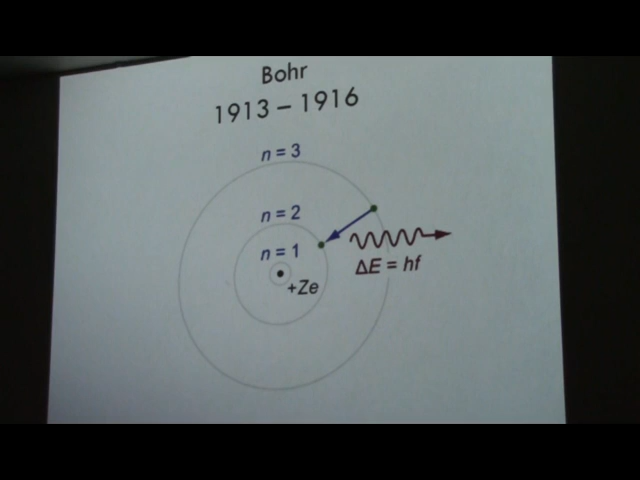 Bohr
1913 – 1916
n = 3
n = 2
n = 1
+Ze
ΔE = hf